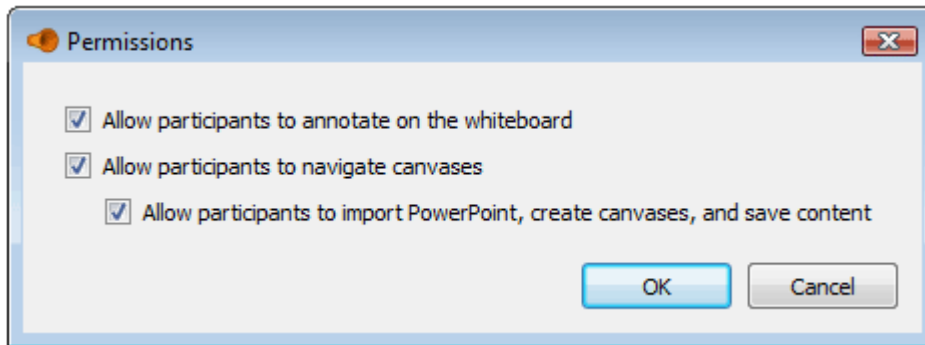 Permissions
Allow participants to annotate on the whiteboard
Allow participants to navigate canvases
Allow participants to import PowerPoint, create canvases, and save content
OK Cancel